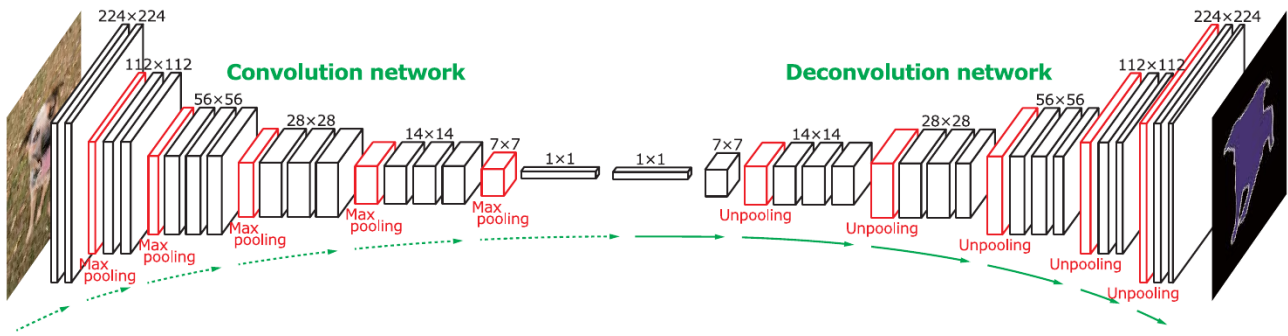 224×224
224×224
112×112
Convolution network
Deconvolution network
112×112
56×56
56×56
28×28
28×28
14×14
14×14
7×7
7×7
1×1
1×1
Max
pooling
Max
pooling
Max
pooling
Max
pooling
Max
pooling
Unpooling
Unpooling
Unpooling
Unpooling
Unpooling